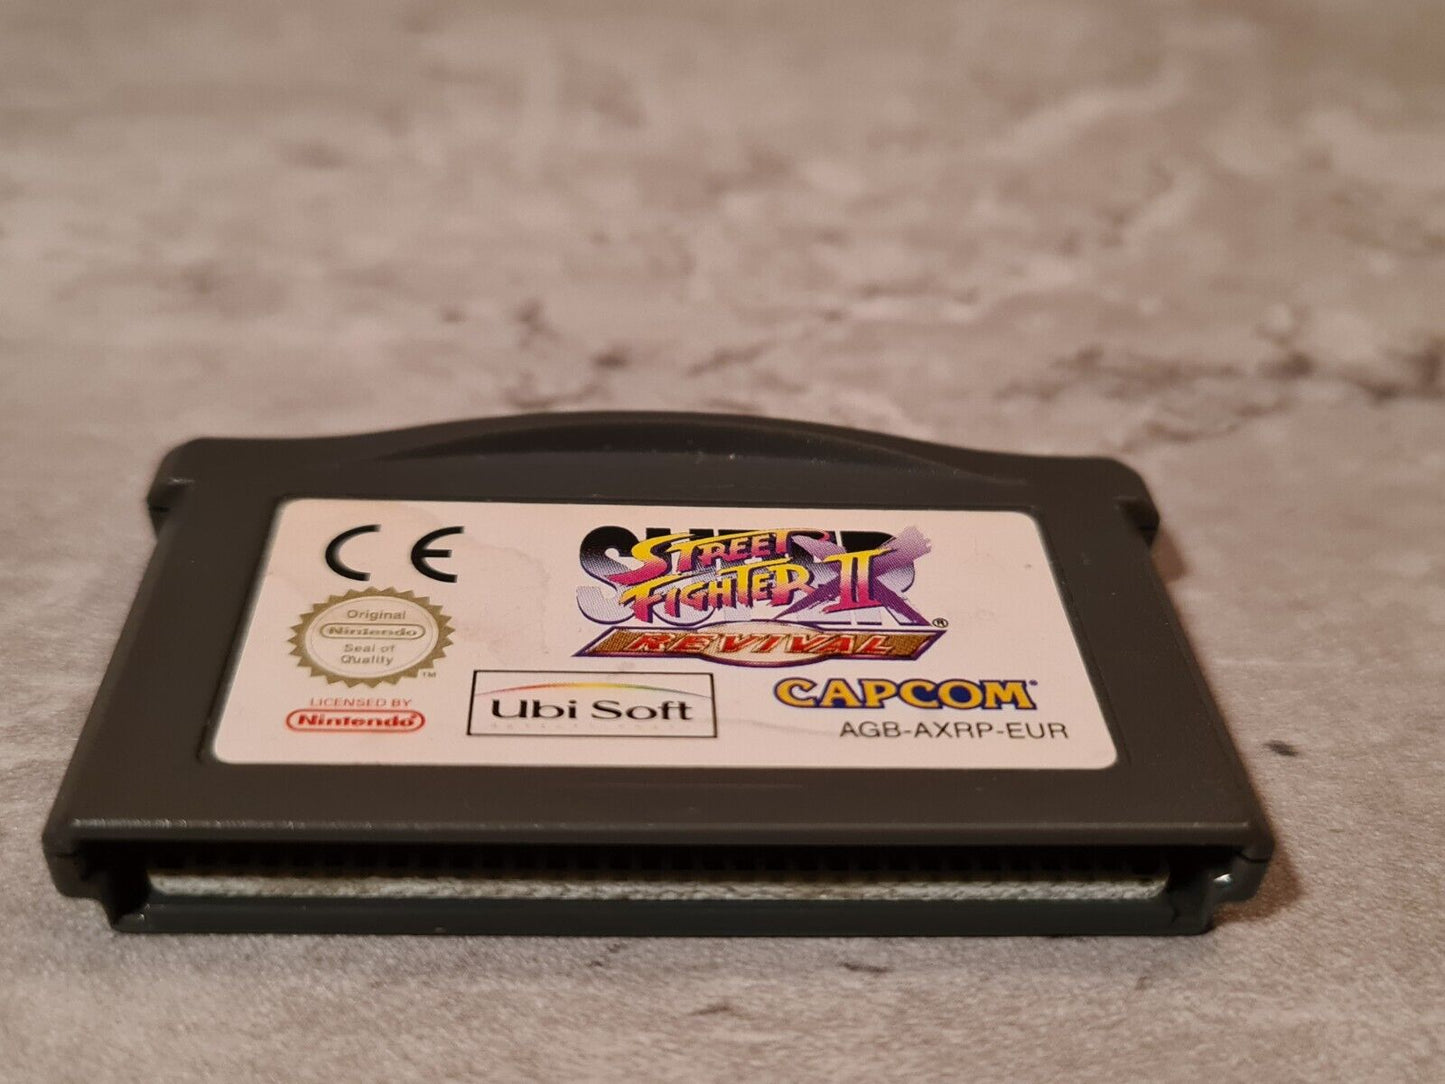 CE
SUPER
STREET
FIGHTER II X
REVIVAL
®
Original
Nintendo
Seal of
Quality
TM
LICENSED BY
Nintendo®
Ubi Soft
CAPCOM®
AGB-AXRP-EUR